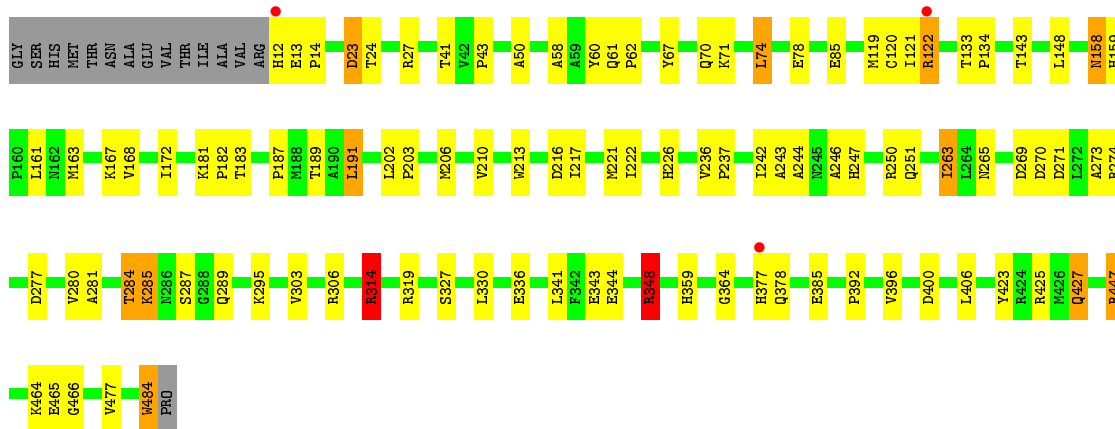 GLY SER HIS MET THR ASN ALA GLU VAL THR ILE ALA VAL ARG H12 E13 P14 D23 T24 R27 T41 V42 P43 A50 A58 A59 Y60 Q61 P62 Y67 Q70 K71 L74 E78 E85 M119 C120 I121 R122 T133 P134 T143 L148 N158 H159
P160 L161 N162 M163 K167 V168 I172 K181 P182 T183 P187 M188 T189 A190 L191 L202 P203 M206 V210 W213 D216 I217 M221 I222 H226 V236 P237 I242 A243 A244 N245 A246 H247 R250 Q251 I263 L264 N265 D269 D270 D271 L272 A273
D277 V280 A281 T284 K285 N286 S287 G288 Q289 K295 V303 R306 R314 R319 S327 L330 E336 L341 F342 E343 E344 R348 H359 G364 H377 Q378 E385 P392 V396 D400 L406 Y423 R424 R425 M426 Q427
K464 E465 G466 V477 W484 PRO